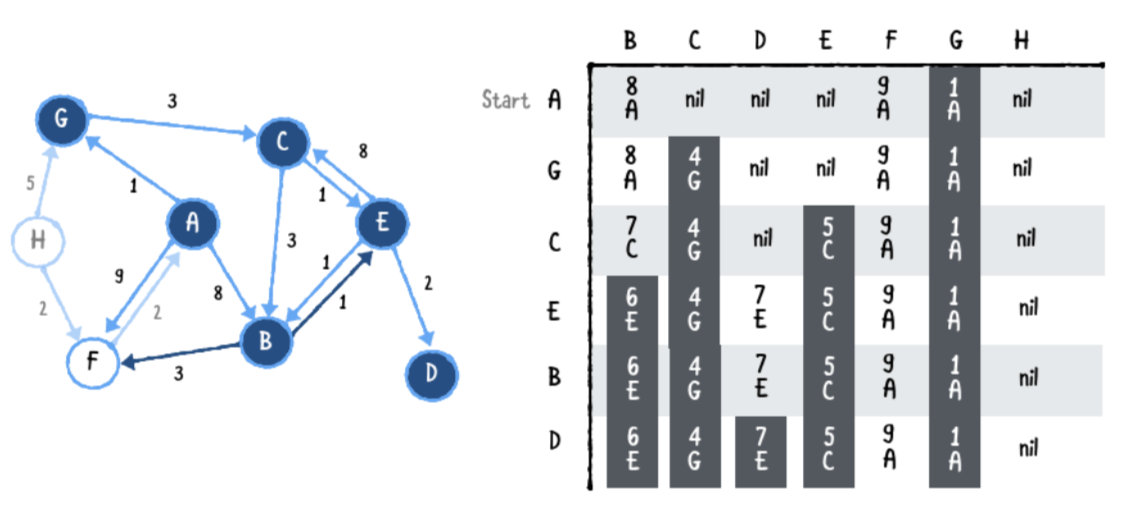 B C D E F G H
Start A 8 A nil nil nil 9 A 1 A nil
G 8 A 4 G nil nil 9 A 1 A nil
C 7 C 4 G nil 5 C 9 A 1 A nil
E 6 E 4 G 7 E 5 C 9 A 1 A nil
B 6 E 4 G 7 E 5 C 9 A 1 A nil
D 6 E 4 G 7 E 5 C 9 A 1 A nil
3
G
C
8
5
1
1
A
E
H
3
9
1
2
8
1
2
2
B
F
3
D